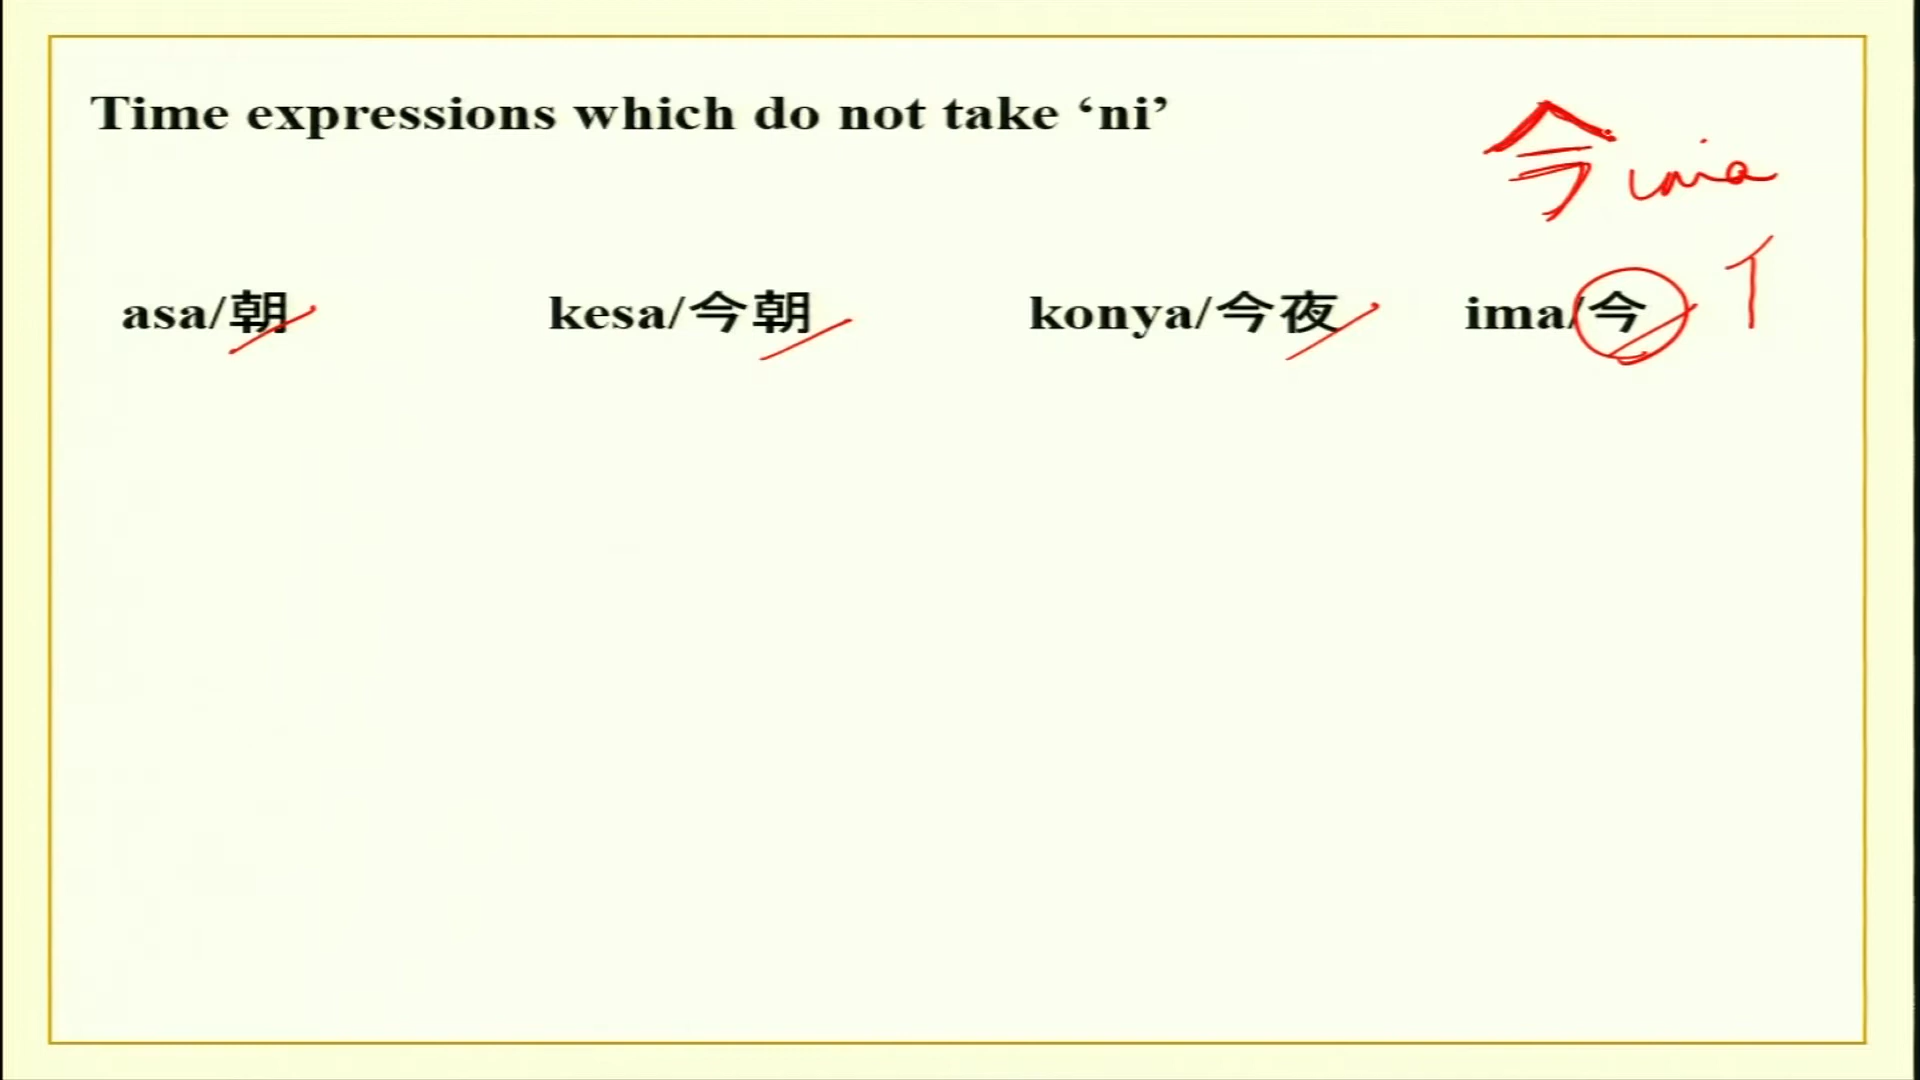 Time expressions which do not take ‘ni’
今 ima
asa/朝 kesa/今朝 konya/今夜 ima/今 イ